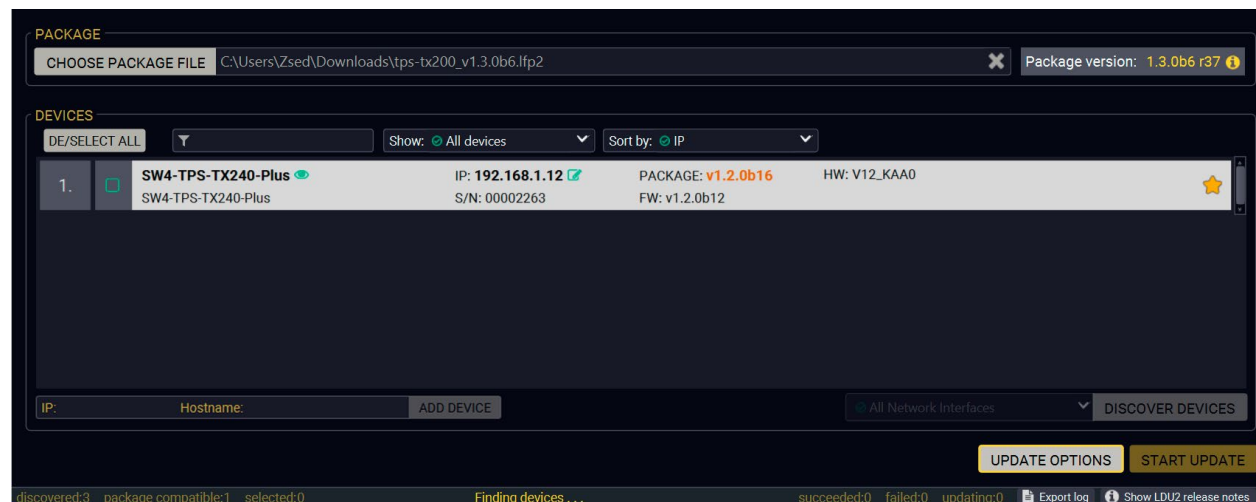 PACKAGE
CHOOSE PACKAGE FILE C:\Users\Zsed\Downloads\tps-tx200_v1.3.0b6.lfp2 Package version: 1.3.0b6 r37
DEVICES
DE/SELECT ALL Show: All devices Sort by: IP
1. SW4-TPS-TX240-Plus IP: 192.168.1.12 PACKAGE: v1.2.0b16 HW: V12_KAA0
SW4-TPS-TX240-Plus S/N: 00002263 FW: v1.2.0b12
IP: Hostname: ADD DEVICE All Network Interfaces DISCOVER DEVICES
UPDATE OPTIONS START UPDATE
discovered:3 package compatible:1 selected:0 Finding devices . . . succeeded:0 failed:0 updating:0 Export log Show LDU2 release notes